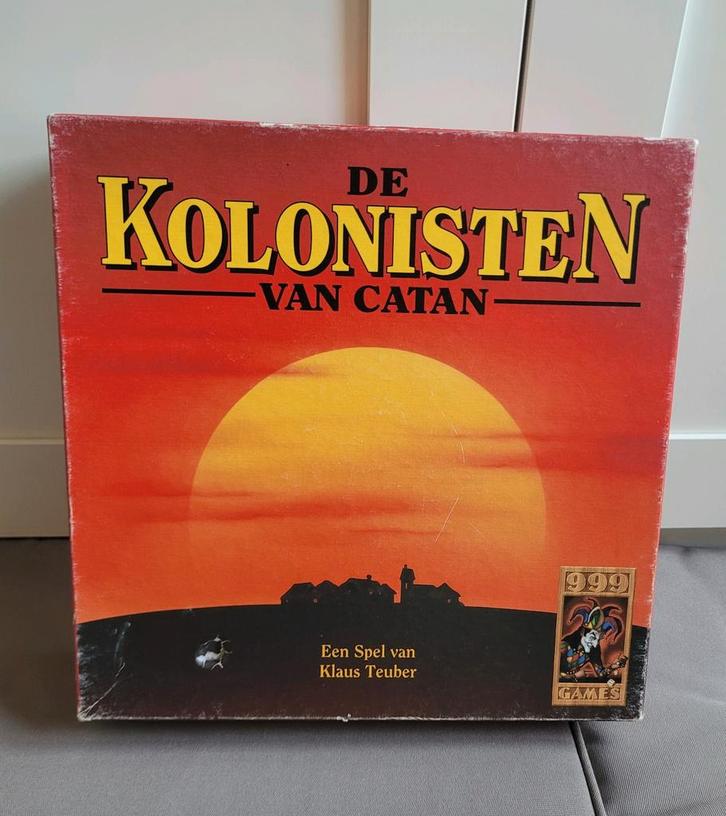 DE
KOLONISTEN
VAN CATAN
Een Spel van
Klaus Teuber
999
GAMES